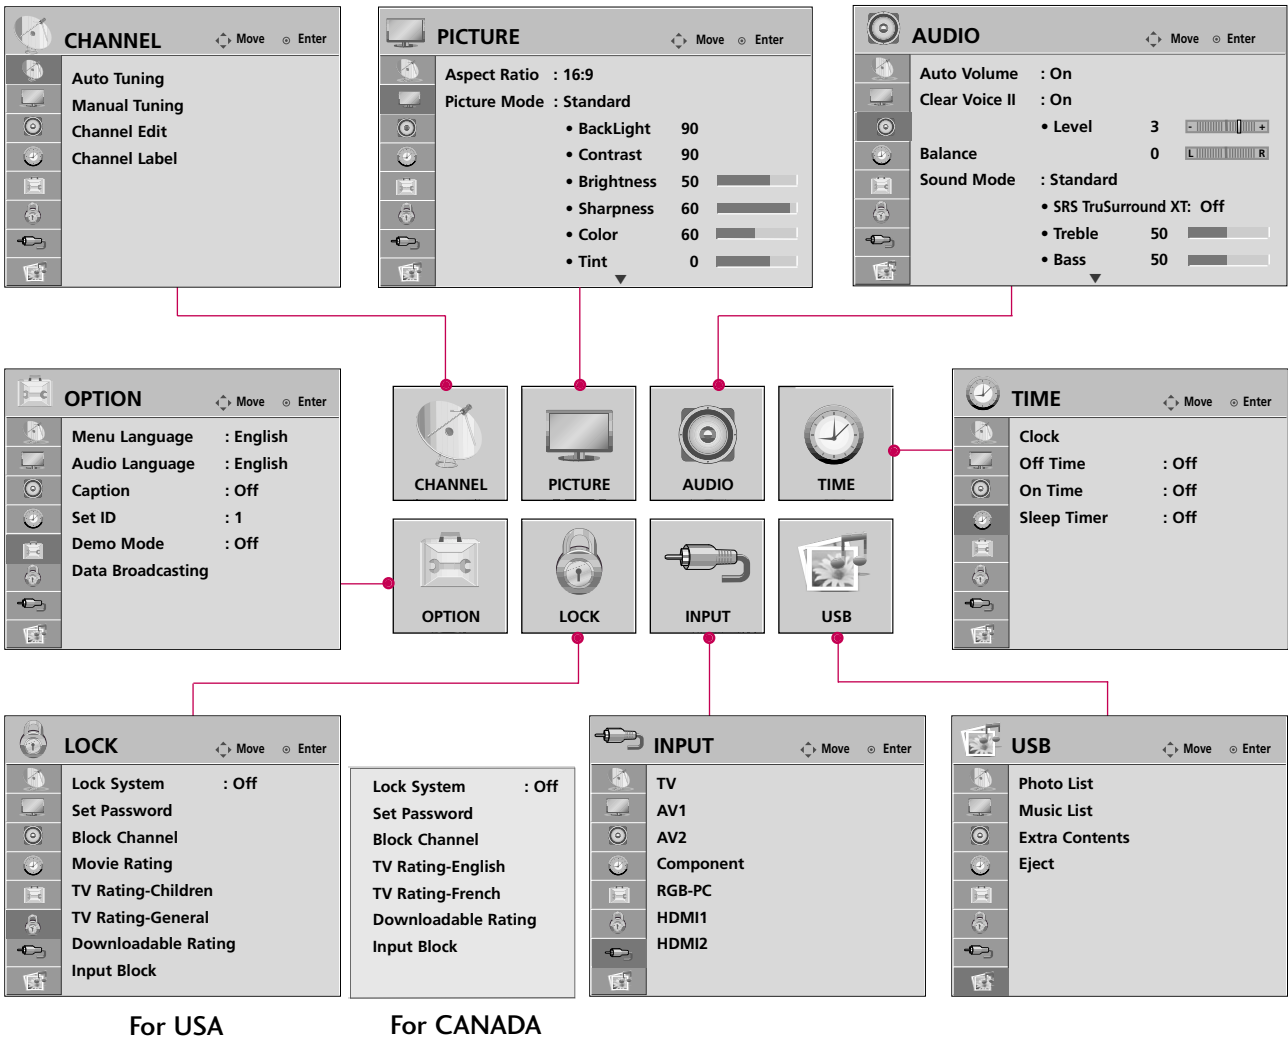 CHANNEL Move Enter
Auto Tuning
Manual Tuning
Channel Edit
Channel Label
PICTURE Move Enter
Aspect Ratio : 16:9
Picture Mode : Standard
• BackLight 90
• Contrast 90
• Brightness 50
• Sharpness 60
• Color 60
• Tint 0
AUDIO Move Enter
Auto Volume : On
Clear Voice II : On
• Level 3 - +
Balance 0 L R
Sound Mode : Standard
• SRS TruSurround XT: Off
• Treble 50
• Bass 50
OPTION Move Enter
Menu Language : English
Audio Language : English
Caption : Off
Set ID : 1
Demo Mode : Off
Data Broadcasting
CHANNEL
PICTURE
AUDIO
TIME
OPTION
LOCK
INPUT
USB
TIME Move Enter
Clock
Off Time : Off
On Time : Off
Sleep Timer : Off
LOCK Move Enter
Lock System : Off
Set Password
Block Channel
Movie Rating
TV Rating-Children
TV Rating-General
Downloadable Rating
Input Block
For USA
Lock System : Off
Set Password
Block Channel
TV Rating-English
TV Rating-French
Downloadable Rating
Input Block
For CANADA
INPUT Move Enter
TV
AV1
AV2
Component
RGB-PC
HDMI1
HDMI2
USB Move Enter
Photo List
Music List
Extra Contents
Eject